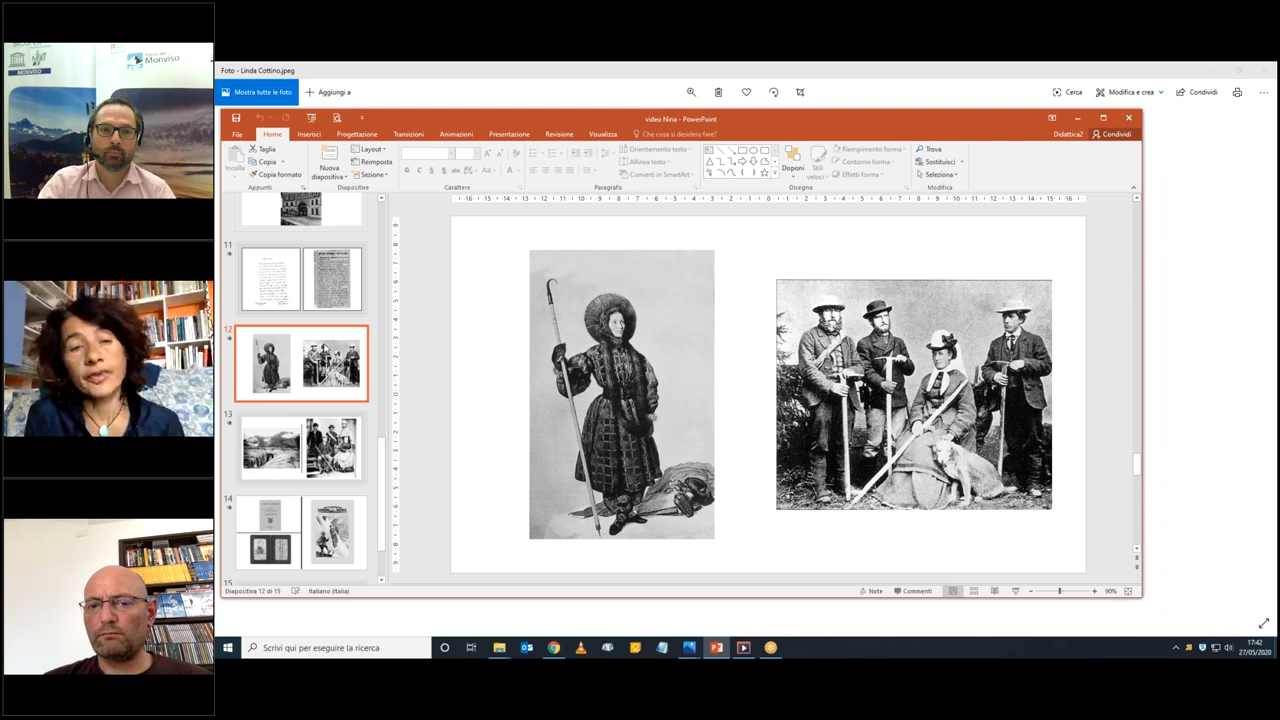 MONVISO
Monviso
Foto - Linda Cottino.jpeg
Mostra tutte le foto
Aggiungi a
Cerca
Modifica e crea
Condividi
video Nina - PowerPoint
File
Home
Inserisci
Progettazione
Transizioni
Animazioni
Presentazione
Revisione
Visualizza
Che cosa si desidera fare?
Didattica2
Condividi
Incolla
Taglia
Copia
Copia formato
Appunti
Nuova
diapositiva
Layout
Reimposta
Sezione
Diapositive
Carattere
Orientamento testo
Allinea testo
Converti in SmartArt
Paragrafo
Disponi
Stili
veloci
Riempimento forma
Contorno forma
Effetti forma
Disegno
Trova
Sostituisci
Seleziona
Modifica
11
12
13
14
15
Diapositiva 12 di 15
Italiano (Italia)
Note
Commenti
90%
Scrivi qui per eseguire la ricerca
17:42
27/05/2020